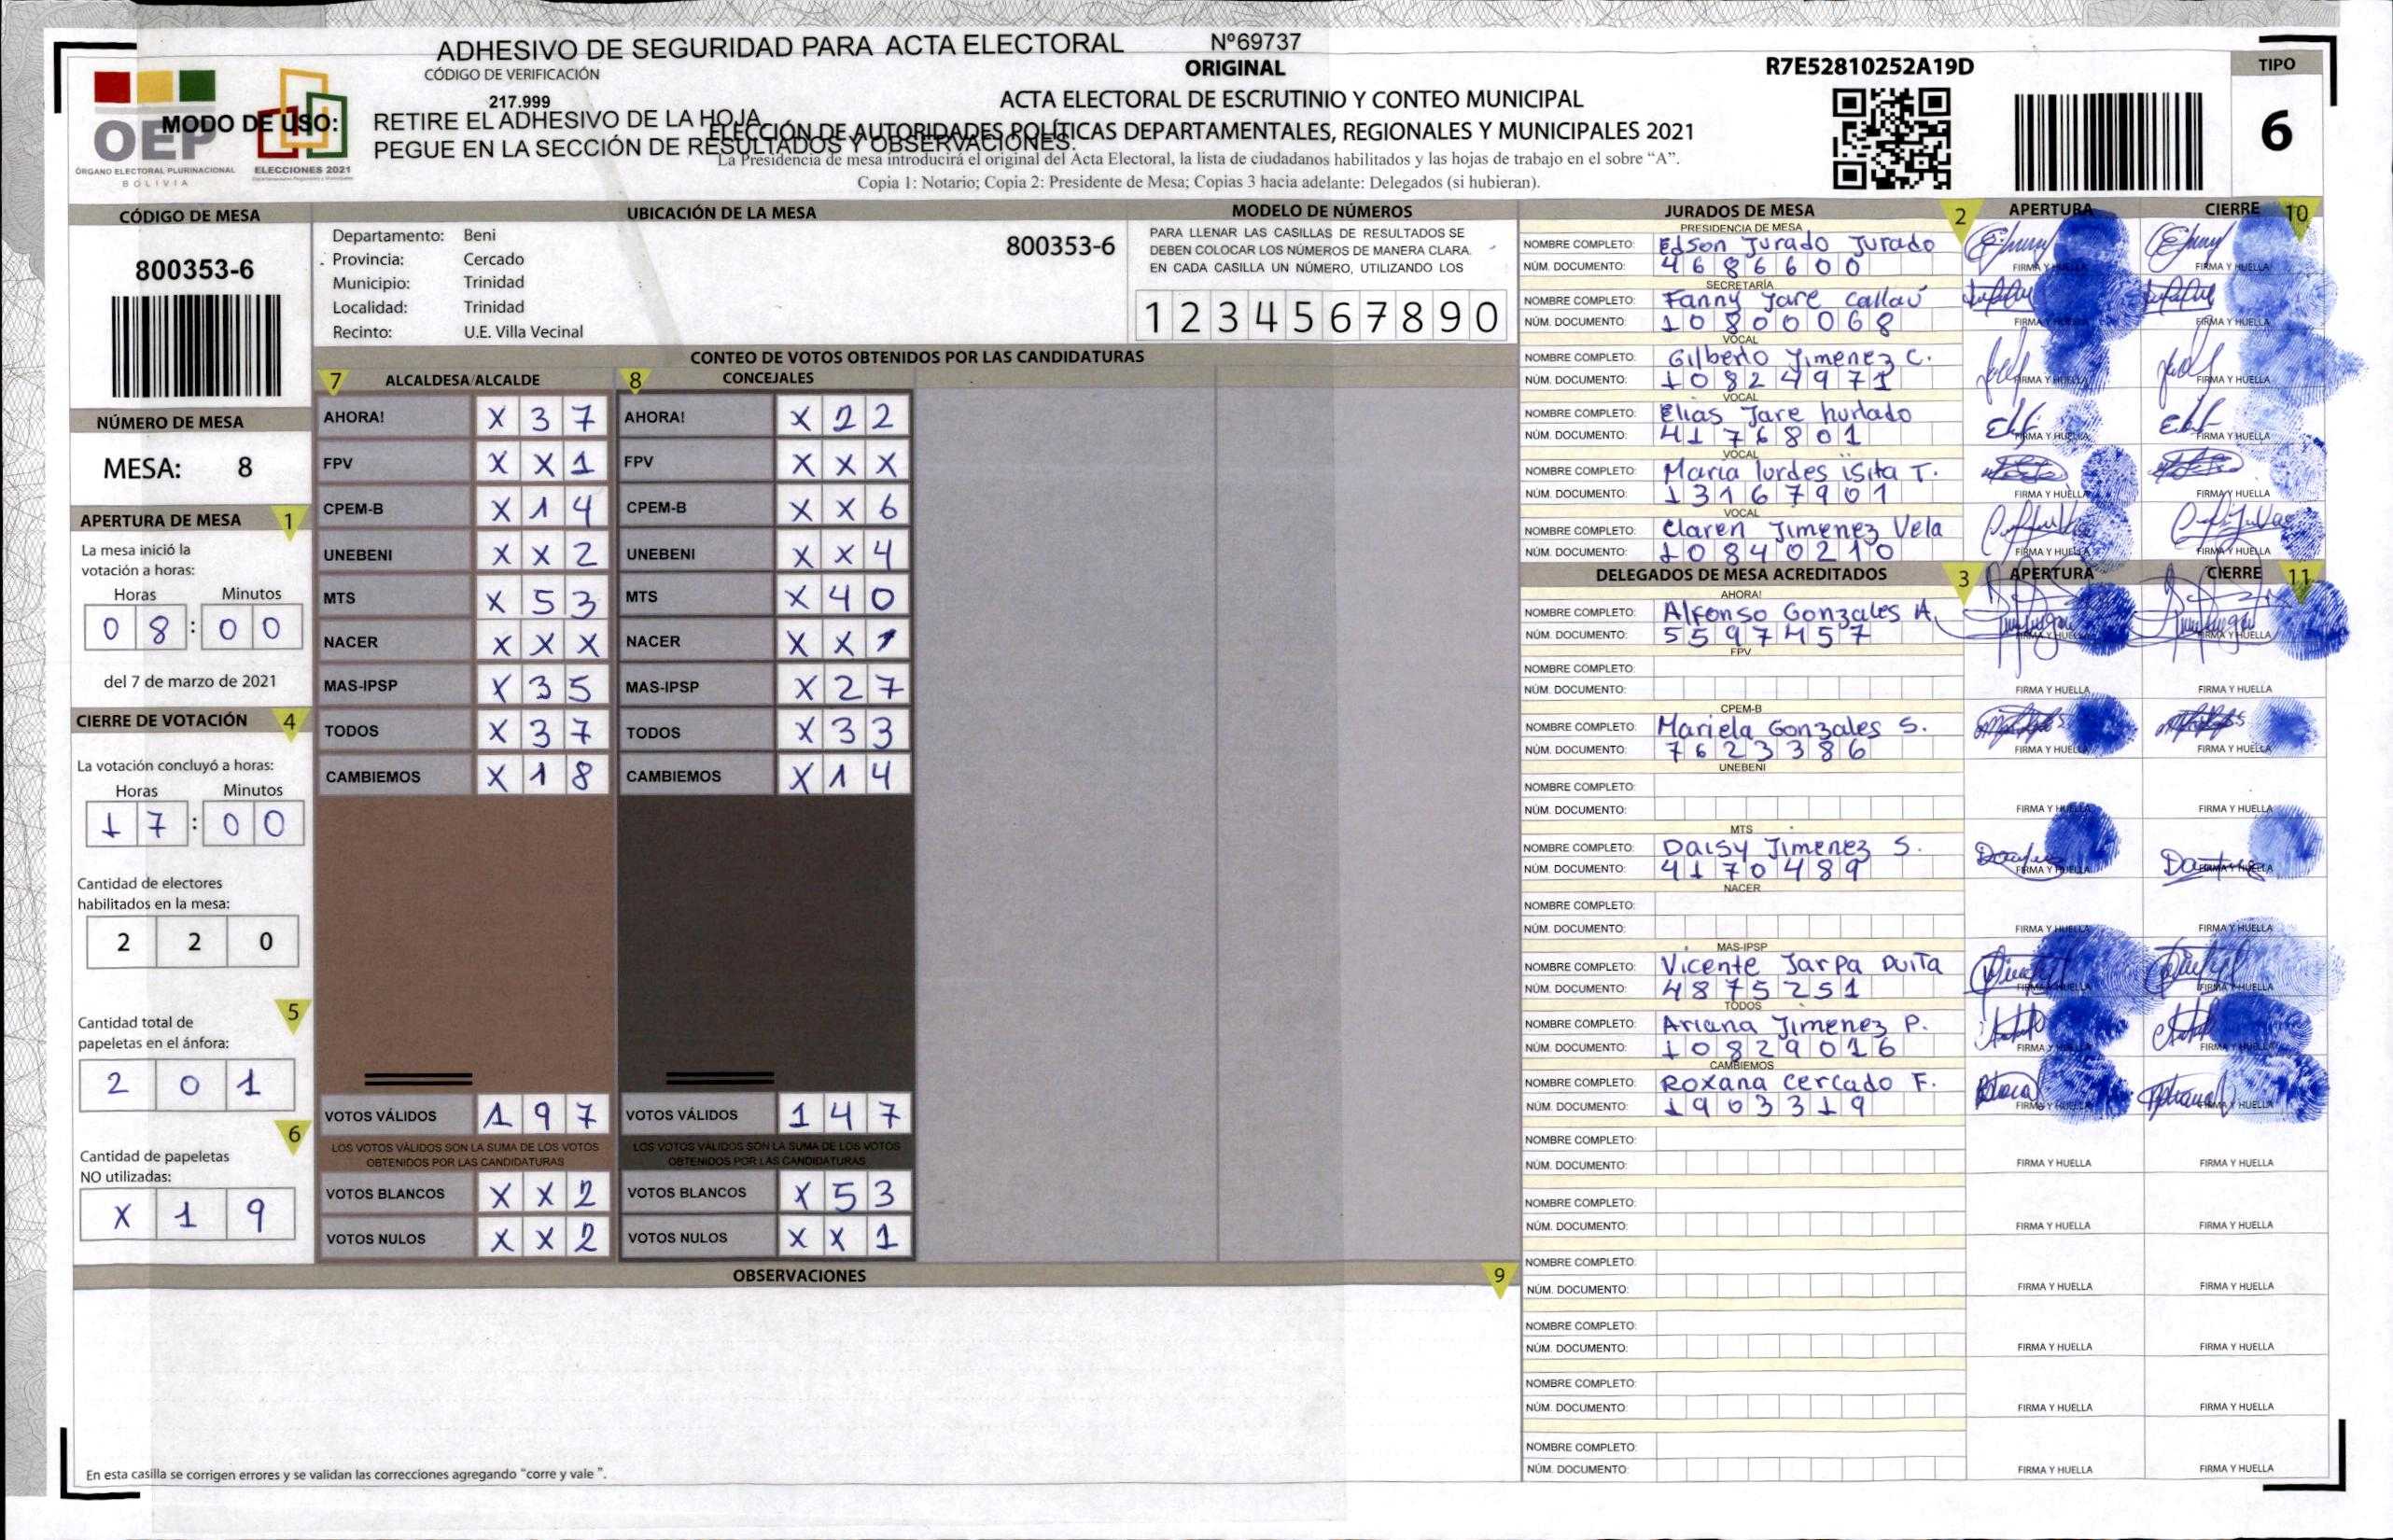 ADHESIVO DE SEGURIDAD PARA ACTA ELECTORAL Nº69737
CÓDIGO DE VERIFICACIÓN
217.999
MODO DE USO: RETIRE EL ADHESIVO DE LA HOJA
PEGUE EN LA SECCIÓN DE RESULTADOS Y OBSERVACIONES.
OEP
ÓRGANO ELECTORAL PLURINACIONAL
BOLIVIA
ELECCIONES 2021
ORIGINAL
ACTA ELECTORAL DE ESCRUTINIO Y CONTEO MUNICIPAL
ELECCIÓN DE AUTORIDADES POLÍTICAS DEPARTAMENTALES, REGIONALES Y MUNICIPALES 2021
La Presidencia de mesa introducirá el original del Acta Electoral, la lista de ciudadanos habilitados y las hojas de trabajo en el sobre “A”.
Copia 1: Notario; Copia 2: Presidente de Mesa; Copias 3 hacia adelante: Delegados (si hubieran).
R7E52810252A19D
TIPO
6
CÓDIGO DE MESA
800353-6
NÚMERO DE MESA
MESA: 8
APERTURA DE MESA 1
La mesa inició la
votación a horas:
Horas Minutos
0 8 : 0 0
del 7 de marzo de 2021
CIERRE DE VOTACIÓN 4
La votación concluyó a horas:
Horas Minutos
1 7 : 0 0
Cantidad de electores
habilitados en la mesa:
2 2 0
5
Cantidad total de
papeletas en el ánfora:
2 0 1
6
Cantidad de papeletas
NO utilizadas:
X 1 9
UBICACIÓN DE LA MESA
Departamento: Beni
Provincia: Cercado
Municipio: Trinidad
Localidad: Trinidad
Recinto: U.E. Villa Vecinal
800353-6
MODELO DE NÚMEROS
PARA LLENAR LAS CASILLAS DE RESULTADOS SE
DEBEN COLOCAR LOS NÚMEROS DE MANERA CLARA.
EN CADA CASILLA UN NÚMERO, UTILIZANDO LOS
1 2 3 4 5 6 7 8 9 0
CONTEO DE VOTOS OBTENIDOS POR LAS CANDIDATURAS
7 ALCALDESA/ALCALDE 8 CONCEJALES
AHORA! X 3 7 AHORA! X 2 2
FPV X X 1 FPV X X X
CPEM-B X 1 4 CPEM-B X X 6
UNEBENI X X 2 UNEBENI X X 4
MTS X 5 3 MTS X 4 0
NACER X X X NACER X X 1
MAS-IPSP X 3 5 MAS-IPSP X 2 7
TODOS X 3 7 TODOS X 3 3
CAMBIEMOS X 1 8 CAMBIEMOS X 1 4
VOTOS VÁLIDOS 1 9 7 VOTOS VÁLIDOS 1 4 7
LOS VOTOS VÁLIDOS SON LA SUMA DE LOS VOTOS LOS VOTOS VÁLIDOS SON LA SUMA DE LOS VOTOS
OBTENIDOS POR LAS CANDIDATURAS OBTENIDOS POR LAS CANDIDATURAS
VOTOS BLANCOS X X 2 VOTOS BLANCOS X 5 3
VOTOS NULOS X X 2 VOTOS NULOS X X 1
OBSERVACIONES 9
En esta casilla se corrigen errores y se validan las correcciones agregando “corre y vale ”.
JURADOS DE MESA 2 APERTURA CIERRE 10
PRESIDENCIA DE MESA
NOMBRE COMPLETO: Edson Jurado Jurado
NÚM. DOCUMENTO: 4686600 FIRMA Y HUELLA FIRMA Y HUELLA
SECRETARÍA
NOMBRE COMPLETO: Fanny Jare Callaú
NÚM. DOCUMENTO: 10800068 FIRMA Y HUELLA FIRMA Y HUELLA
VOCAL
NOMBRE COMPLETO: Gilberto Jimenez C.
NÚM. DOCUMENTO: 10824971 FIRMA Y HUELLA FIRMA Y HUELLA
VOCAL
NOMBRE COMPLETO: Elias Jare hurtado
NÚM. DOCUMENTO: 4176801 FIRMA Y HUELLA FIRMA Y HUELLA
VOCAL
NOMBRE COMPLETO: Maria lurdes isita T.
NÚM. DOCUMENTO: 13167901 FIRMA Y HUELLA FIRMA Y HUELLA
VOCAL
NOMBRE COMPLETO: Claren Jimenez Vela
NÚM. DOCUMENTO: 10840210 FIRMA Y HUELLA FIRMA Y HUELLA
DELEGADOS DE MESA ACREDITADOS 3 APERTURA CIERRE 11
AHORA!
NOMBRE COMPLETO: Alfonso Gonzales A.
NÚM. DOCUMENTO: 5597457 FIRMA Y HUELLA FIRMA Y HUELLA
FPV
NOMBRE COMPLETO:
NÚM. DOCUMENTO: FIRMA Y HUELLA FIRMA Y HUELLA
CPEM-B
NOMBRE COMPLETO: Mariela Gonzales S.
NÚM. DOCUMENTO: 7623386 FIRMA Y HUELLA FIRMA Y HUELLA
UNEBENI
NOMBRE COMPLETO:
NÚM. DOCUMENTO: FIRMA Y HUELLA FIRMA Y HUELLA
MTS
NOMBRE COMPLETO: Daisy Jimenez S.
NÚM. DOCUMENTO: 4170489 FIRMA Y HUELLA FIRMA Y HUELLA
NACER
NOMBRE COMPLETO:
NÚM. DOCUMENTO: FIRMA Y HUELLA FIRMA Y HUELLA
MAS-IPSP
NOMBRE COMPLETO: Vicente Jarpa
NÚM. DOCUMENTO: 4875251 FIRMA Y HUELLA FIRMA Y HUELLA
TODOS
NOMBRE COMPLETO: Ariana Jimenez P.
NÚM. DOCUMENTO: 10829016 FIRMA Y HUELLA FIRMA Y HUELLA
CAMBIEMOS
NOMBRE COMPLETO: Roxana Cercado F.
NÚM. DOCUMENTO: 1903319 FIRMA Y HUELLA FIRMA Y HUELLA
NOMBRE COMPLETO:
NÚM. DOCUMENTO: FIRMA Y HUELLA FIRMA Y HUELLA
NOMBRE COMPLETO:
NÚM. DOCUMENTO: FIRMA Y HUELLA FIRMA Y HUELLA
NOMBRE COMPLETO:
NÚM. DOCUMENTO: FIRMA Y HUELLA FIRMA Y HUELLA
NOMBRE COMPLETO:
NÚM. DOCUMENTO: FIRMA Y HUELLA FIRMA Y HUELLA
NOMBRE COMPLETO:
NÚM. DOCUMENTO: FIRMA Y HUELLA FIRMA Y HUELLA
NOMBRE COMPLETO:
NÚM. DOCUMENTO: FIRMA Y HUELLA FIRMA Y HUELLA